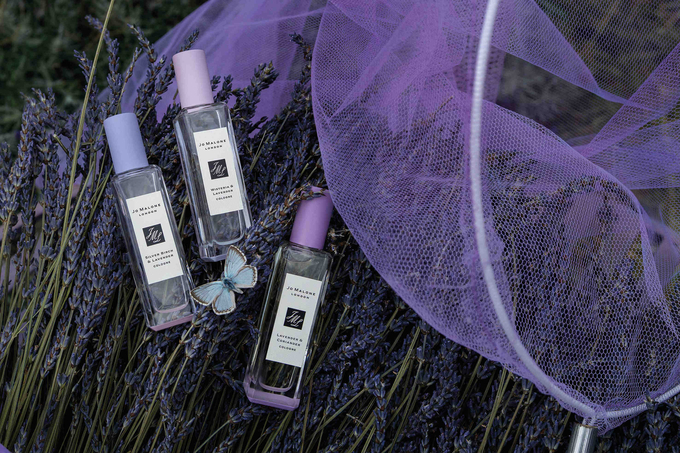 JO MALONE
LONDON
SILVER BIRCH
& LAVENDER
COLOGNE
JO MALONE
LONDON
WISTERIA &
LAVENDER
COLOGNE
JO MALONE
LONDON
LAVENDER &
CORIANDER
COLOGNE